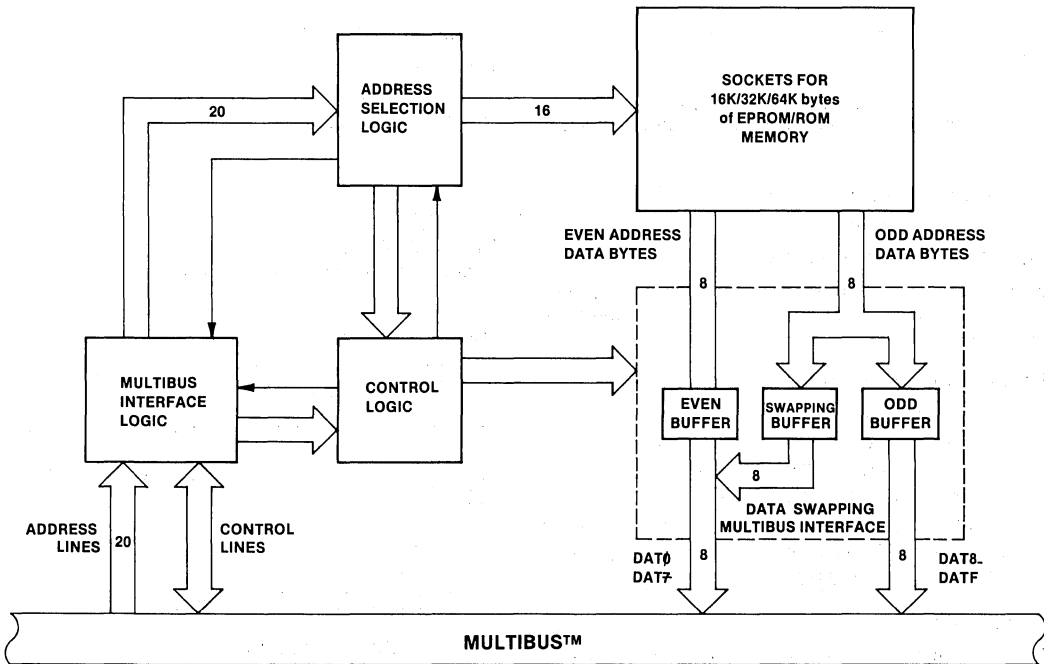 ADDRESS
SELECTION
LOGIC
20
16
SOCKETS FOR
16K/32K/64K bytes
of EPROM/ROM
MEMORY
EVEN ADDRESS
DATA BYTES
ODD ADDRESS
DATA BYTES
8
8
MULTIBUS
INTERFACE
LOGIC
CONTROL
LOGIC
EVEN
BUFFER
SWAPPING
BUFFER
ODD
BUFFER
8
DATA SWAPPING
MULTIBUS INTERFACE
ADDRESS
LINES
20
CONTROL
LINES
DAT0
DAT7
8
8
DAT8-
DATF
MULTIBUS™